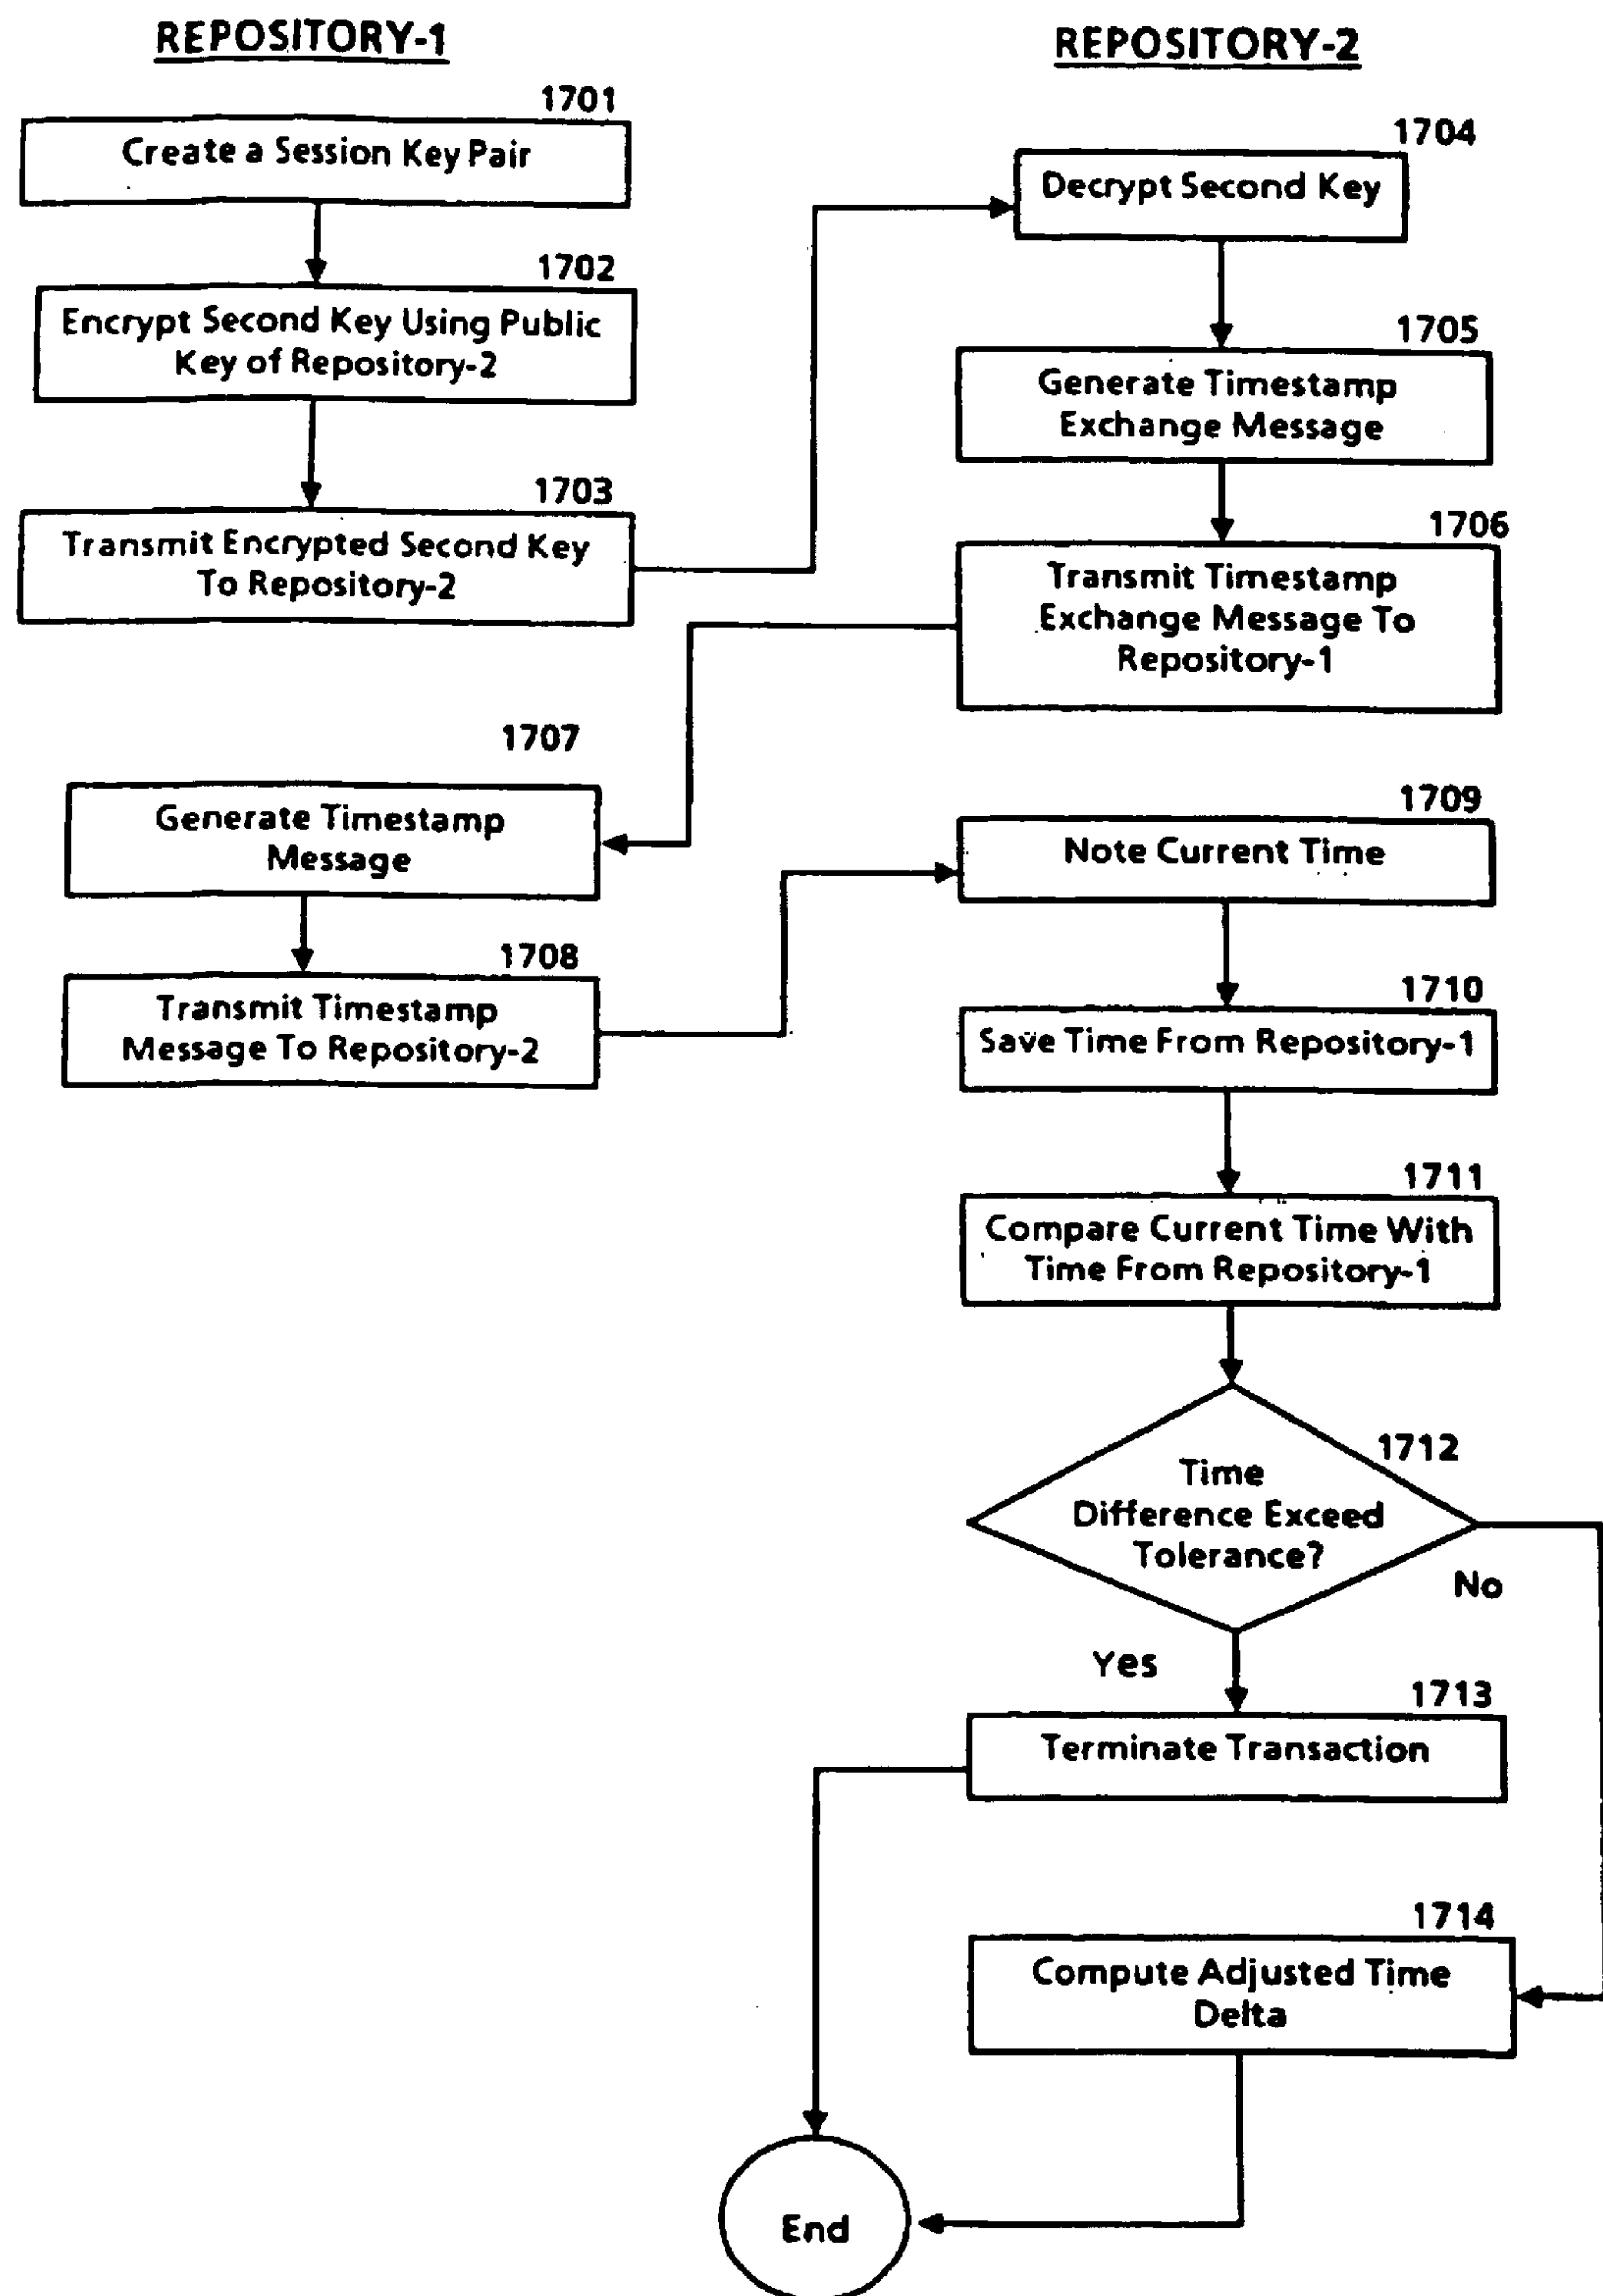 REPOSITORY-1
1701
Create a Session Key Pair
1702
Encrypt Second Key Using Public
Key of Repository-2
1703
Transmit Encrypted Second Key
To Repository-2
REPOSITORY-2
1704
Decrypt Second Key
1705
Generate Timestamp
Exchange Message
1706
Transmit Timestamp
Exchange Message To
Repository-1
1707
Generate Timestamp
Message
1708
Transmit Timestamp
Message To Repository-2
1709
Note Current Time
1710
Save Time From Repository-1
1711
Compare Current Time With
Time From Repository-1
1712
Time
Difference Exceed
Tolerance?
No
Yes
1713
Terminate Transaction
1714
Compute Adjusted Time
Delta
End